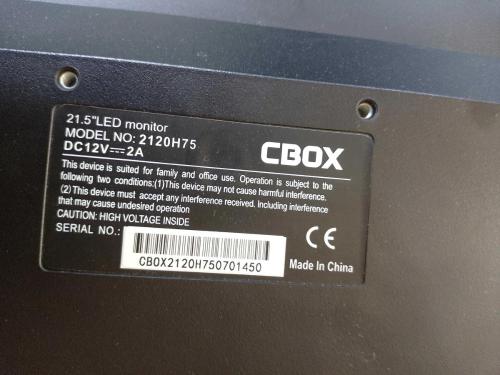 21.5"LED monitor
MODEL NO: 2120H75
DC12V⎓2A
CBOX
This device is suited for family and office use. Operation is subject to the
following two conditions:(1)This device may not cause harmful interference.
(2) This device must accept any interference received. Including interference
that may cause undesired operation
CAUTION: HIGH VOLTAGE INSIDE
SERIAL NO.:
CBOX2120H750701450
CE
Made In China